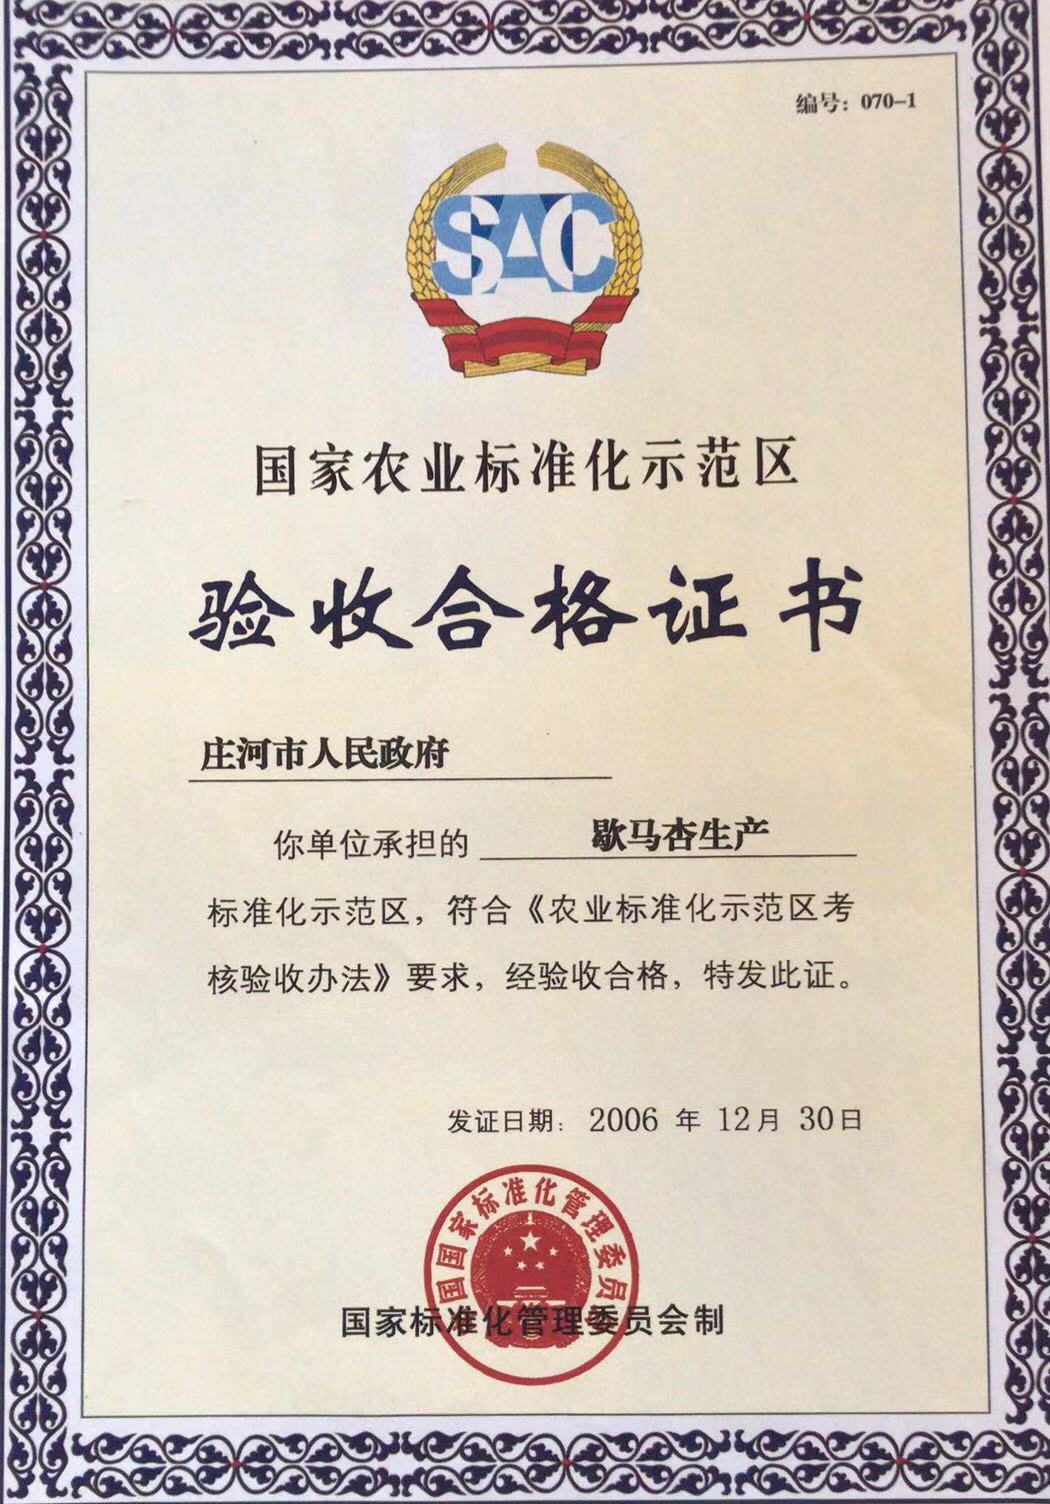 编号：070-1
SAC
国家农业标准化示范区
验收合格证书
庄河市人民政府
你单位承担的 歇马杏生产
标准化示范区，符合《农业标准化示范区考
核验收办法》要求，经验收合格，特发此证。
发证日期：2006 年 12月 30日
国国家标准化管理委员
国家标准化管理委员会制